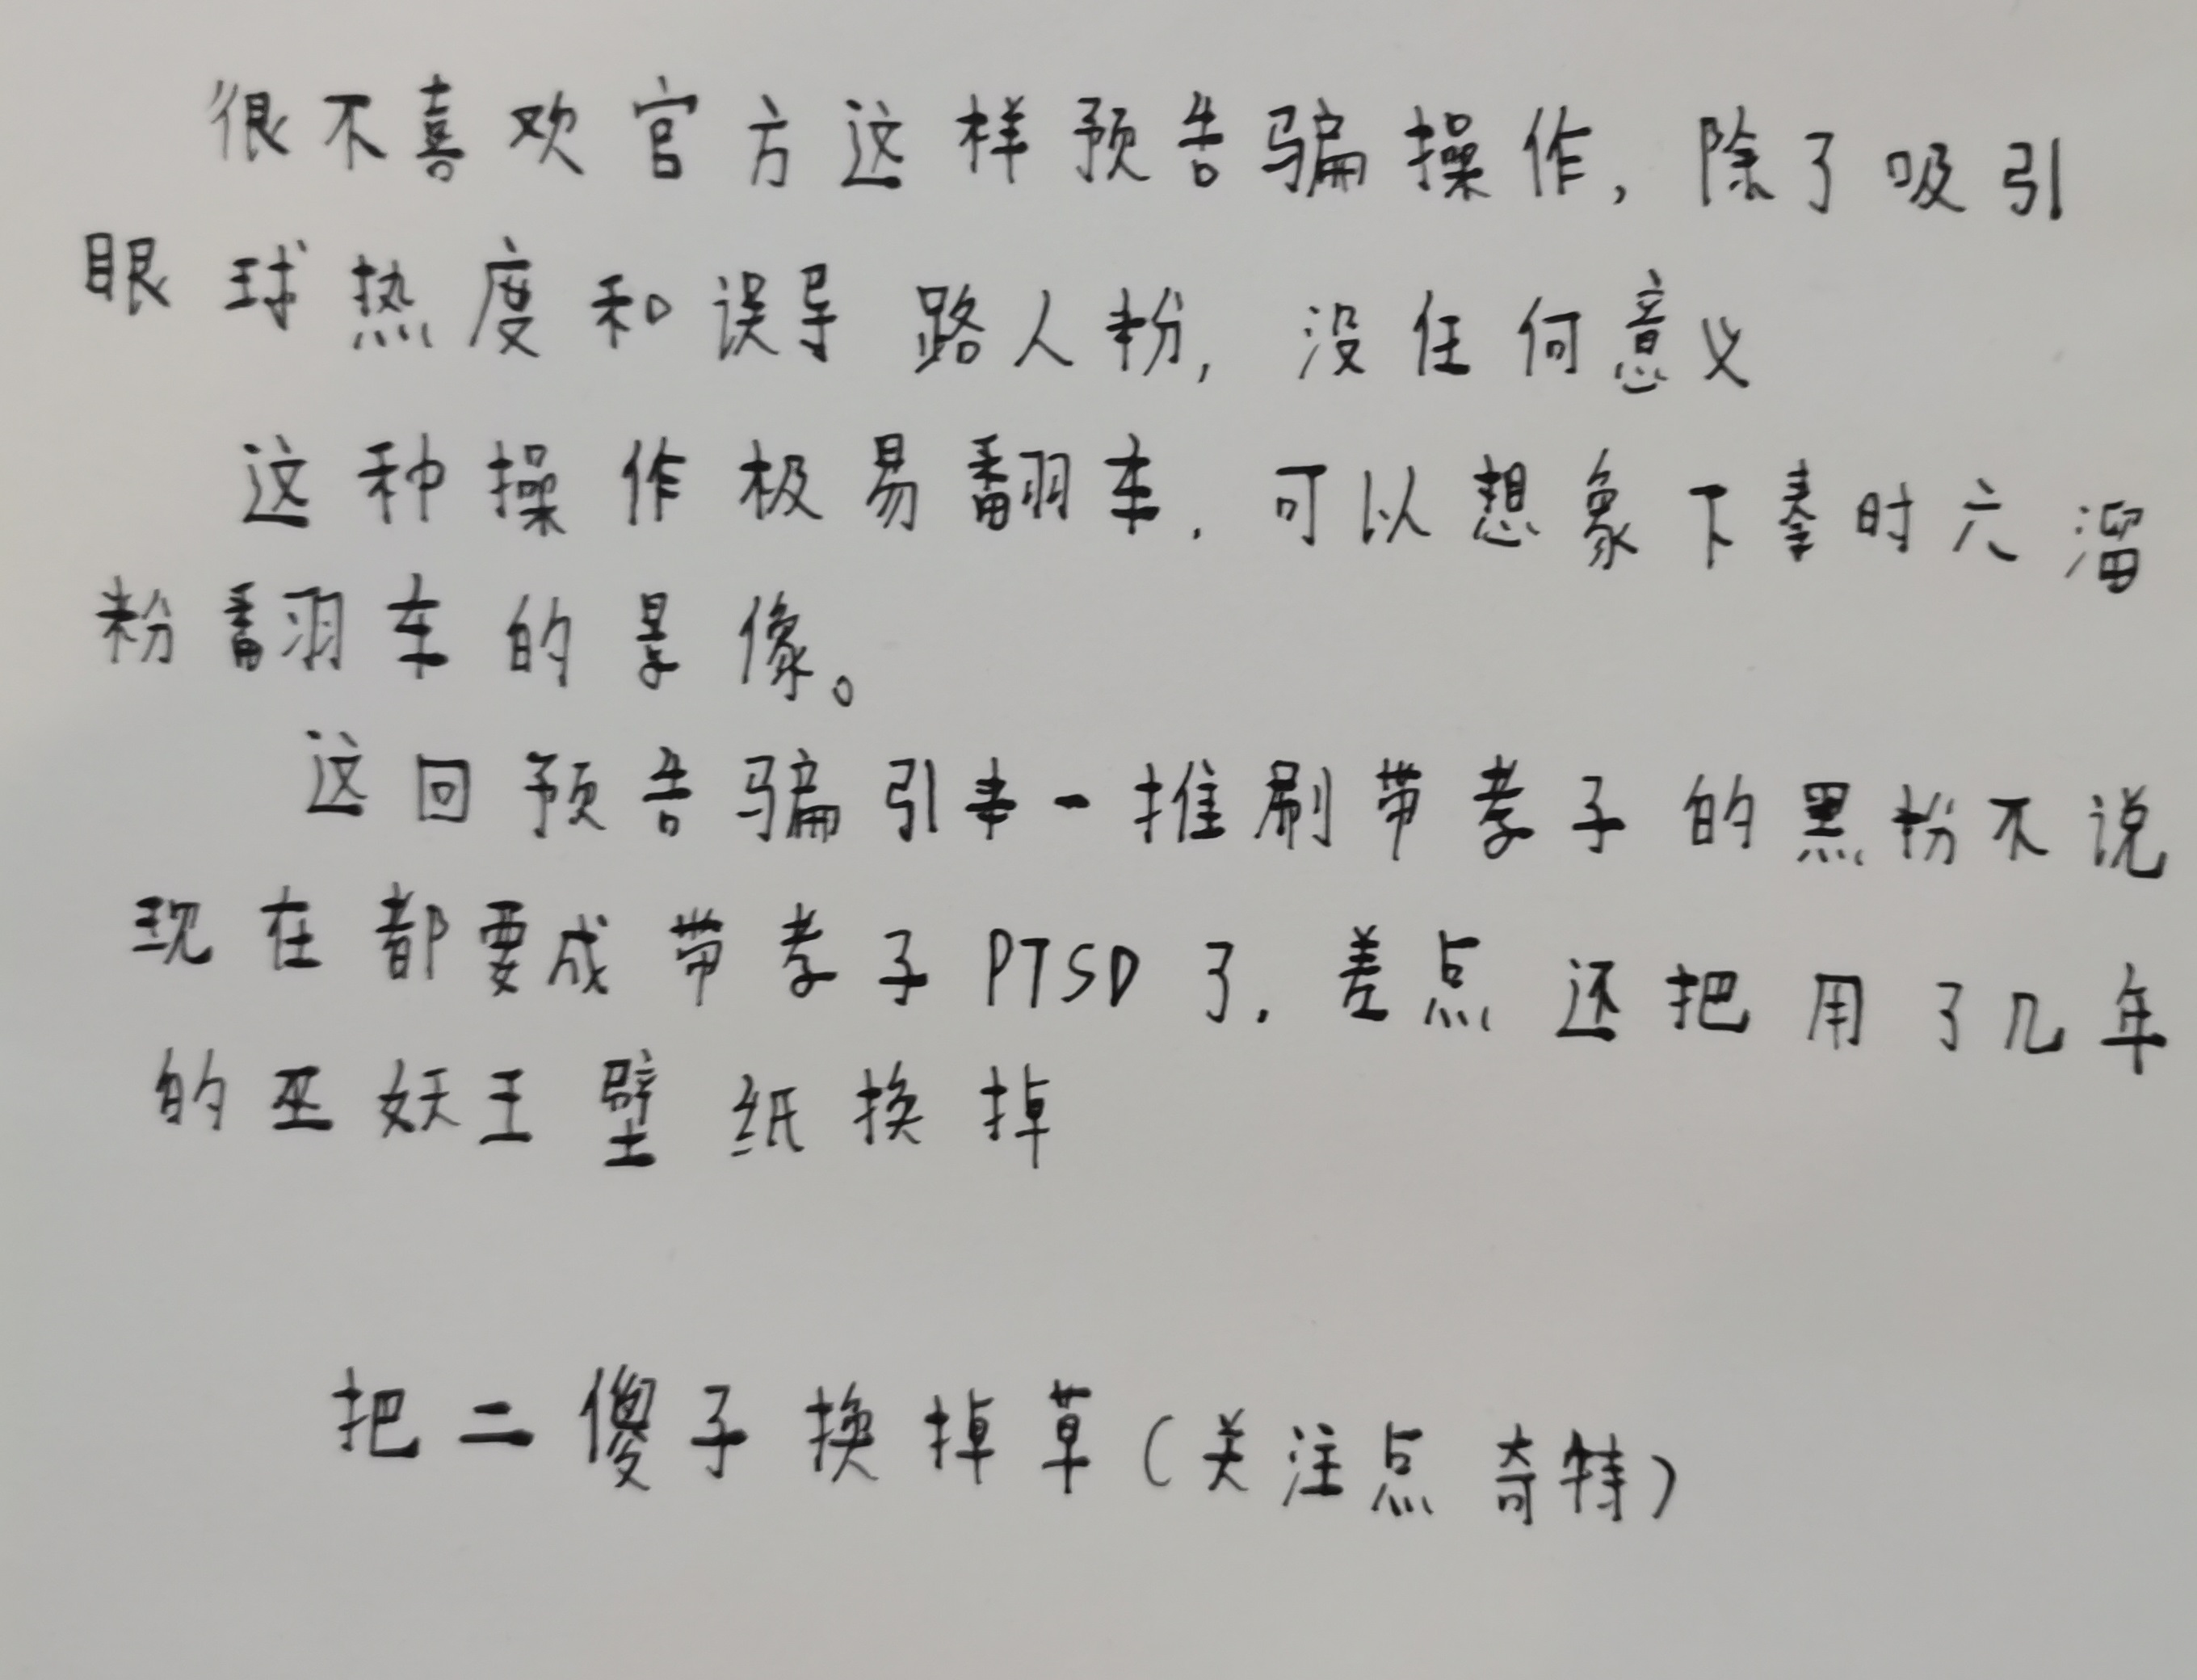 很不喜欢官方这样预告骗操作,除了吸引
眼球热度和误导路人粉,没任何意义
这种操作极易翻车,可以想象下秦时六溜
粉翻车的景像。
这回预告骗引来一推刷带孝子的黑粉不说
现在都要成带孝子PTSD了,差点还把用了几年
的巫妖王壁纸换掉
把二傻子换掉草(关注点奇特)